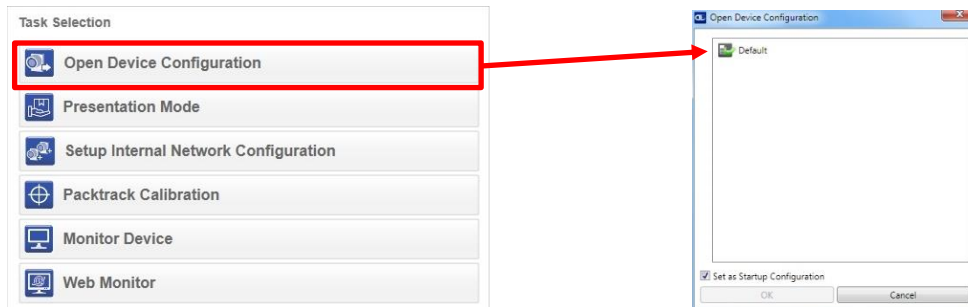 Task Selection
Open Device Configuration
Presentation Mode
Setup Internal Network Configuration
Packtrack Calibration
Monitor Device
Web Monitor
Open Device Configuration
Default
Set as Startup Configuration
OK
Cancel